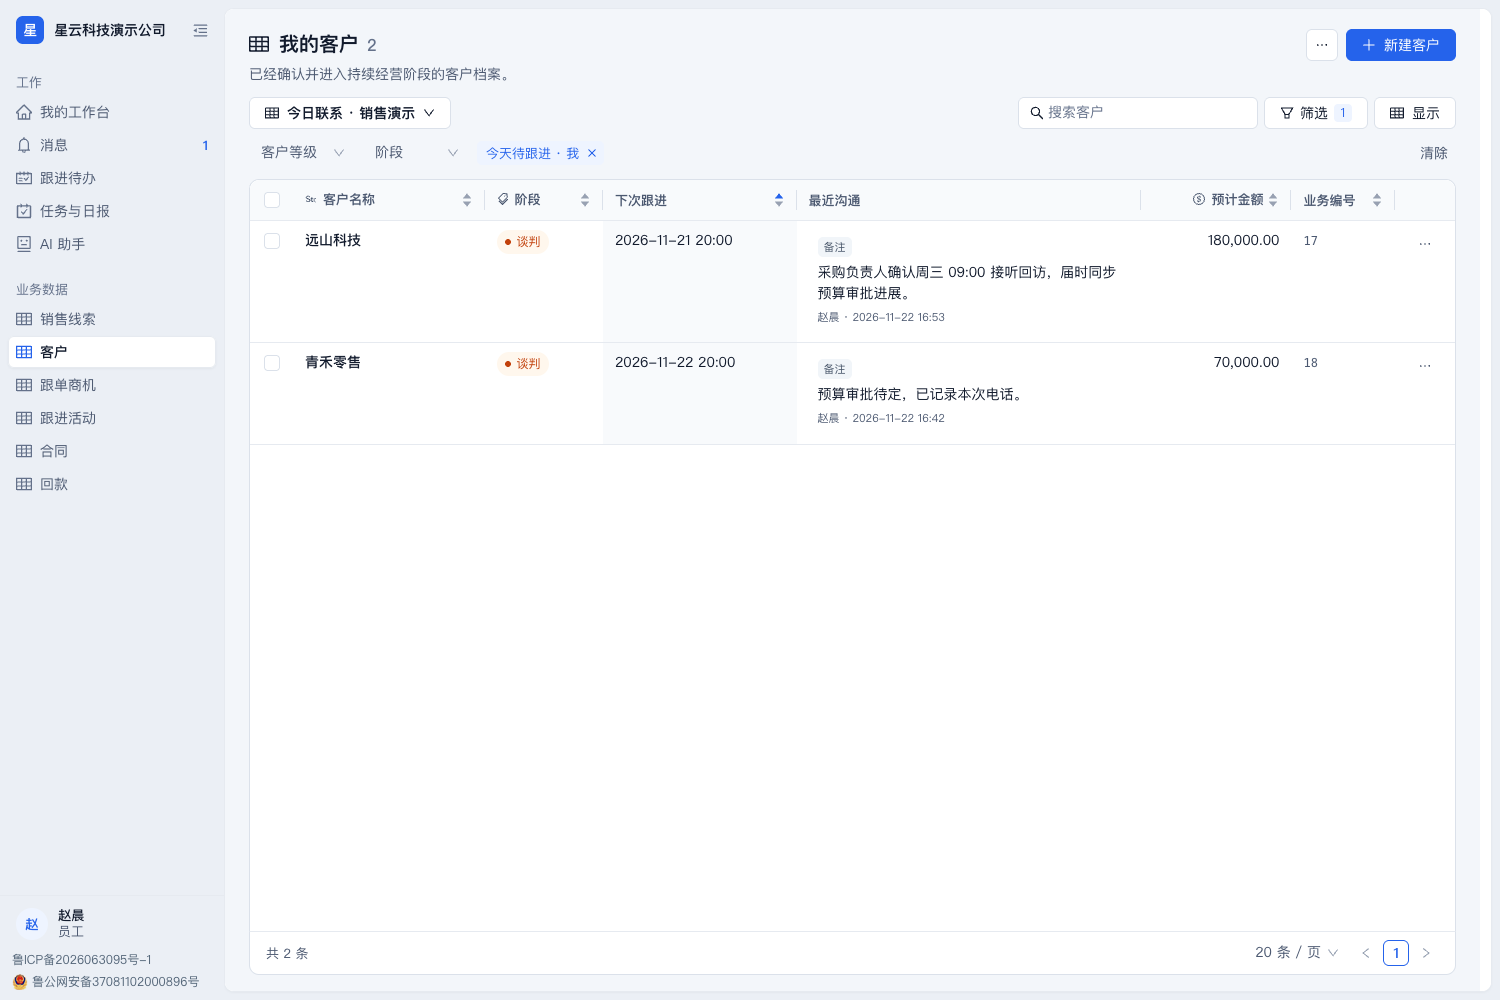 星 星云科技演示公司
工作
我的工作台
消息 1
跟进待办
任务与日报
AI 助手
业务数据
销售线索
客户
跟单商机
跟进活动
合同
回款
赵 赵晨
员工
鲁ICP备2026063095号-1
鲁公网安备37081102000896号
我的客户 2
··· + 新建客户
已经确认并进入持续经营阶段的客户档案。
今日联系 · 销售演示
搜索客户 筛选 1 显示
客户等级 阶段 今天待跟进 · 我 × 清除
Str 客户名称 阶段 下次跟进 最近沟通 预计金额 业务编号
远山科技 谈判 2026-11-21 20:00 备注 180,000.00 17 ...
采购负责人确认周三 09:00 接听回访，届时同步
预算审批进展。
赵晨 · 2026-11-22 16:53
青禾零售 谈判 2026-11-22 20:00 备注 70,000.00 18 ...
预算审批待定，已记录本次电话。
赵晨 · 2026-11-22 16:42
共 2 条 20 条 / 页 < 1 >